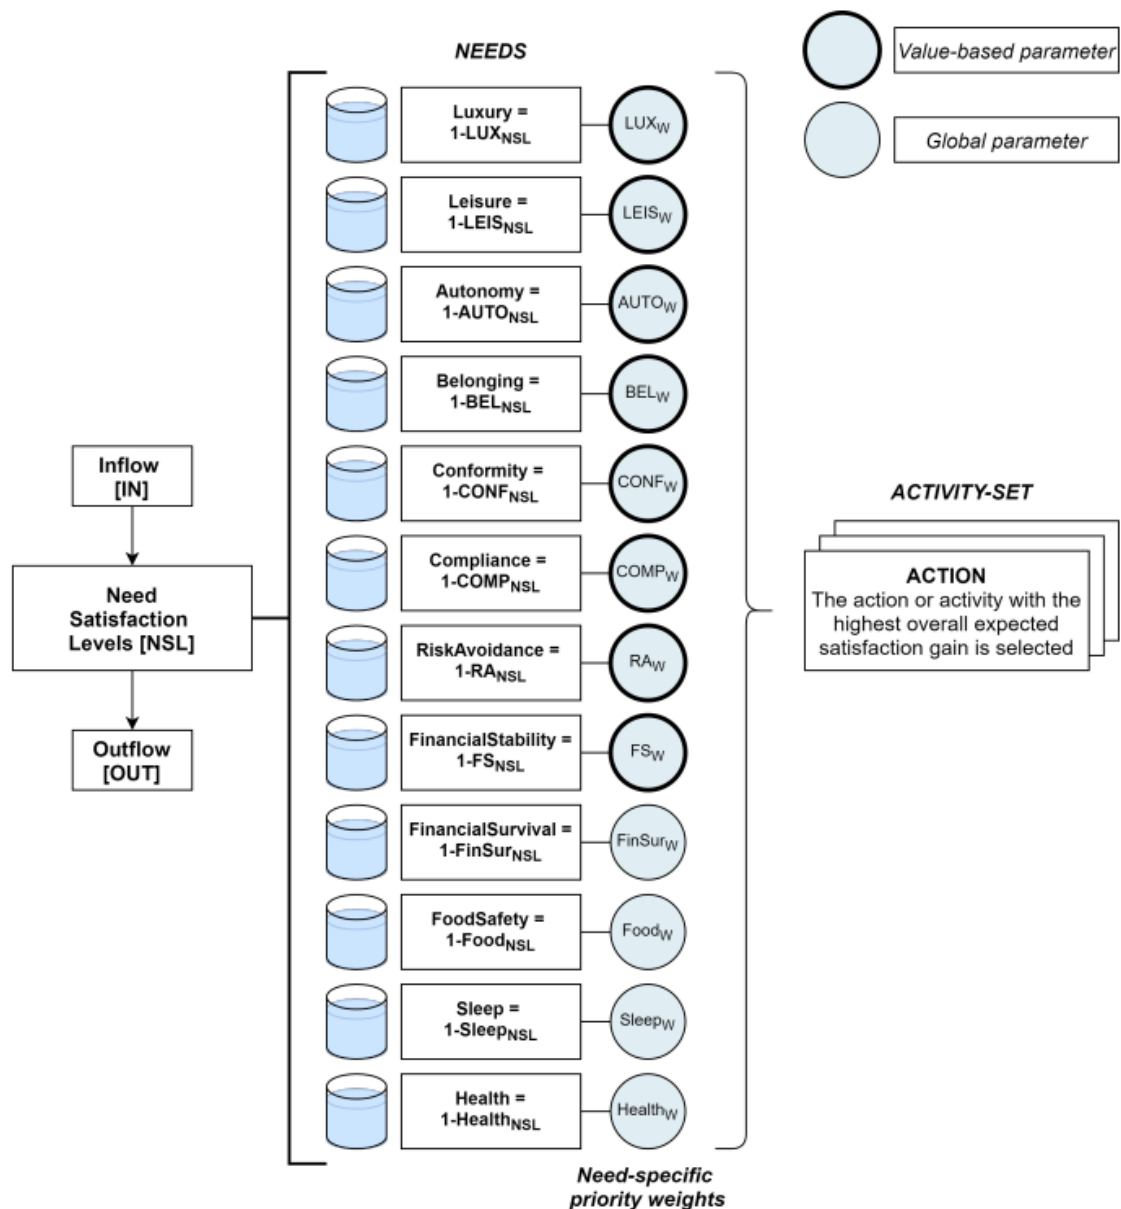 NEEDS
Value-based parameter
Global parameter
Luxury =
1-LUXNSL
LUXW
Leisure =
1-LEISNSL
LEISW
Autonomy =
1-AUTONSL
AUTOW
Belonging =
1-BELNSL
BELW
Inflow
[IN]
Need
Satisfaction
Levels [NSL]
Outflow
[OUT]
Conformity =
1-CONFNSL
CONFW
Compliance =
1-COMPNSL
COMPW
RiskAvoidance =
1-RANSL
RAW
FinancialStability =
1-FSNSL
FSW
FinancialSurvival =
1-FinSurNSL
FinSurW
FoodSafety =
1-FoodNSL
FoodW
Sleep =
1-SleepNSL
SleepW
Health =
1-HealthNSL
HealthW
Need-specific
priority weights
ACTIVITY-SET
ACTION
The action or activity with the
highest overall expected
satisfaction gain is selected